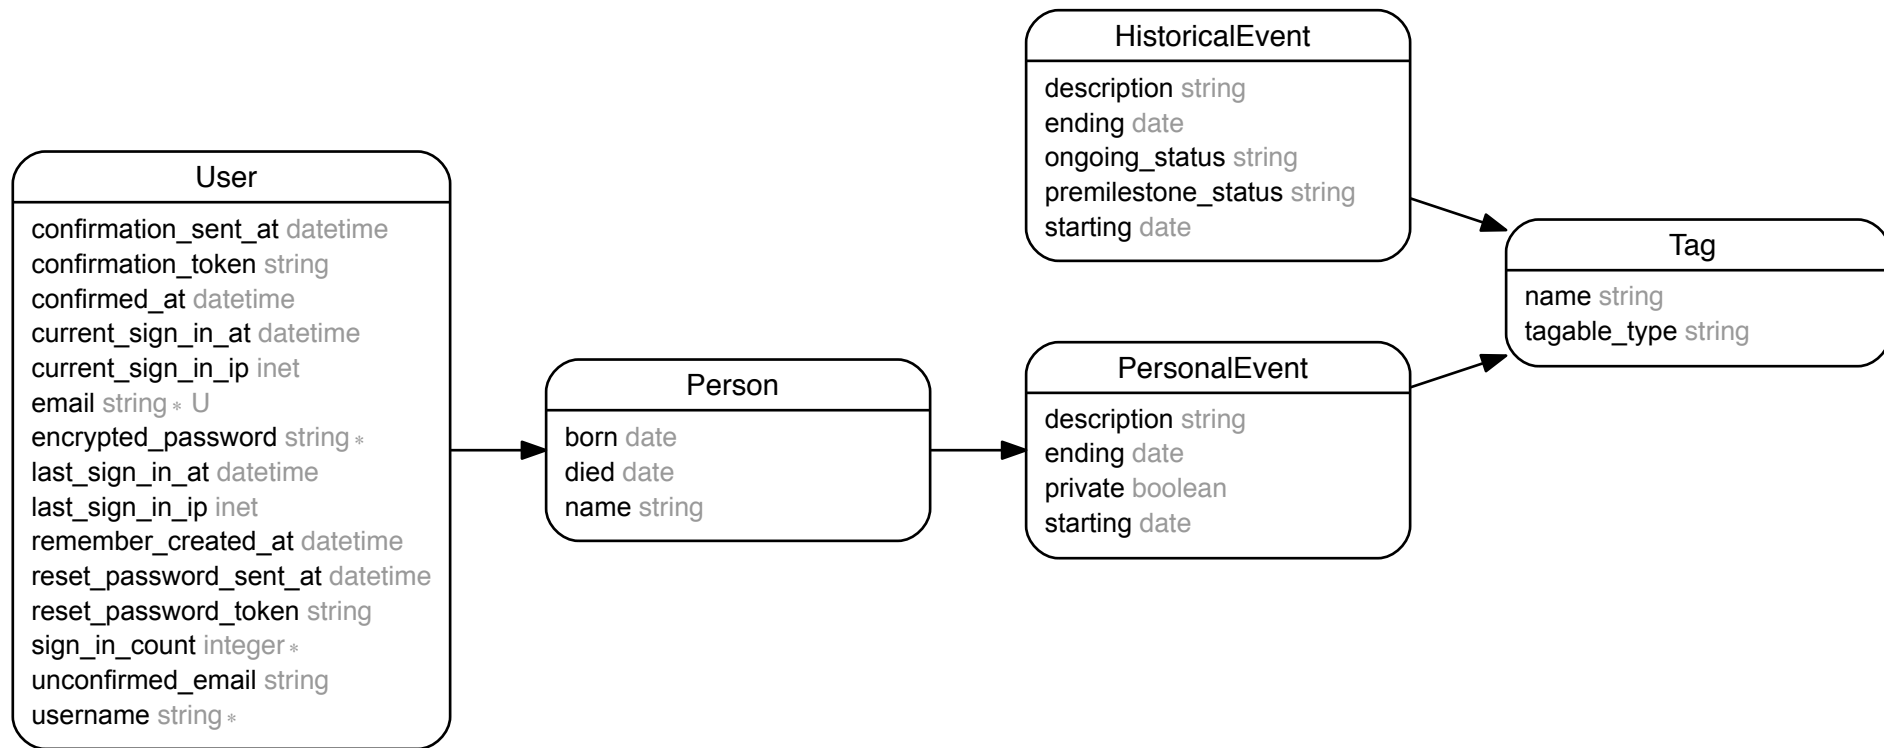 User
confirmation_sent_at datetime
confirmation_token string
confirmed_at datetime
current_sign_in_at datetime
current_sign_in_ip inet
email string * U
encrypted_password string *
last_sign_in_at datetime
last_sign_in_ip inet
remember_created_at datetime
reset_password_sent_at datetime
reset_password_token string
sign_in_count integer *
unconfirmed_email string
username string *
Person
born date
died date
name string
HistoricalEvent
description string
ending date
ongoing_status string
premilestone_status string
starting date
PersonalEvent
description string
ending date
private boolean
starting date
Tag
name string
tagable_type string